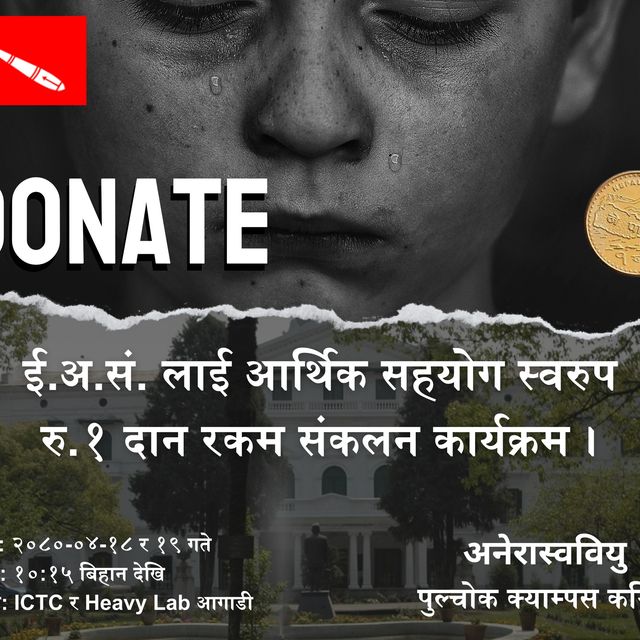 DONATE
ई.अ.सं. लाई आर्थिक सहयोग स्वरुप
रु.१ दान रकम संकलन कार्यक्रम ।
: २०८०-०४-१८ र १९ गते
: १०:१५ बिहान देखि
: ICTC र Heavy Lab अगाडी
अनेरास्ववियु
पुल्चोक क्याम्पस